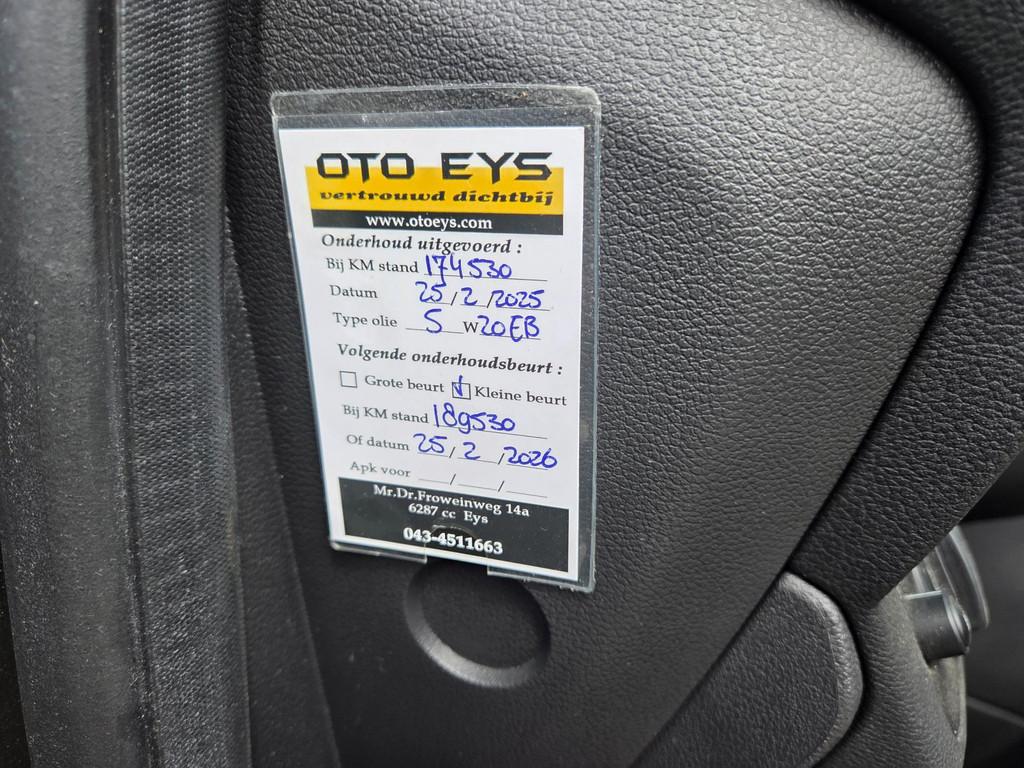 OTO EYS
vertrouwd dichtbij
www.otoeys.com
Onderhoud uitgevoerd :
Bij KM stand 174530
Datum 25 / 2 / 2025
Type olie 5 W 20 EB
Volgende onderhoudsbeurt :
Grote beurt Kleine beurt
Bij KM stand 189530
Of datum 25 / 2 / 2026
Apk voor / /
Mr.Dr.Froweinweg 14a
6287 cc Eys
043-4511663